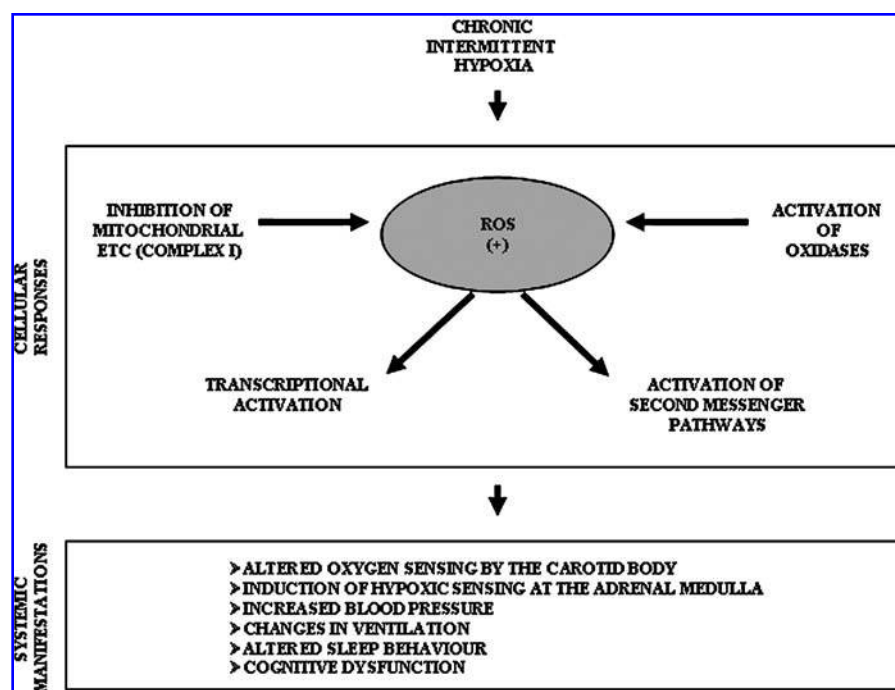 CHRONIC
INTERMITTENT
HYPOXIA
CELLULAR
RESPONSES
INHIBITION OF
MITOCHONDRIAL
ETC (COMPLEX I)
ROS
(+)
ACTIVATION
OF
OXIDASES
TRANSCRIPTIONAL
ACTIVATION
ACTIVATION OF
SECOND MESSENGER
PATHWAYS
SYSTEMIC
MANIFESTATIONS
➢ ALTERED OXYGEN SENSING BY THE CAROTID BODY
➢ INDUCTION OF HYPOXIC SENSING AT THE ADRENAL MEDULLA
➢ INCREASED BLOOD PRESSURE
➢ CHANGES IN VENTILATION
➢ ALTERED SLEEP BEHAVIOUR
➢ COGNITIVE DYSFUNCTION